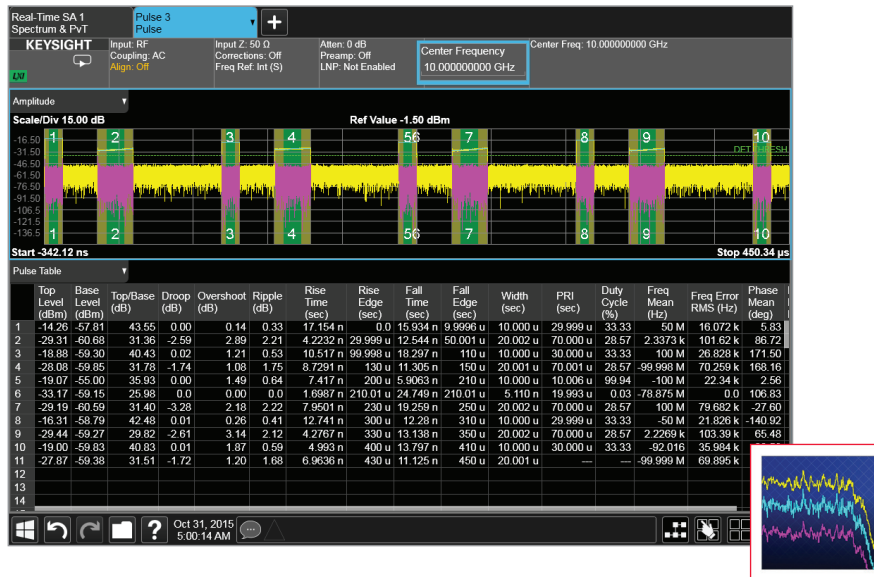 Real-Time SA 1
Spectrum & PvT
Pulse 3
Pulse
KEYSIGHT
Input: RF
Coupling: AC
Align: Off
Input Z: 50 Ω
Corrections: Off
Freq Ref: Int (S)
Atten: 0 dB
Preamp: Off
LNP: Not Enabled
Center Frequency
10.000000000 GHz
Center Freq: 10.000000000 GHz
LXI
Amplitude
Scale/Div 15.00 dB Ref Value -1.50 dBm
1 2 3 4 5 6 7 8 9 10
-16.50
-31.50
DET THRESH
-46.50
-61.50
-76.50
-91.50
-106.5
-121.5
-136.5
1 2 3 4 5 6 7 8 9 10
Start -342.12 ns Stop 450.34 µs
Pulse Table
Top Level (dBm) Base Level (dBm) Top/Base (dB) Droop (dB) Overshoot (dB) Ripple (dB) Rise Time (sec) Rise Edge (sec) Fall Time (sec) Fall Edge (sec) Width (sec) PRI (sec) Duty Cycle (%) Freq Mean (Hz) Freq Error RMS (Hz) Phase Mean (deg)
1 -14.26 -57.81 43.55 0.00 0.14 0.33 17.154 n 0.0 15.934 n 9.9996 u 10.000 u 29.999 u 33.33 50 M 16.072 k 5.83
2 -29.31 -60.68 31.36 -2.59 2.89 2.21 4.2232 n 29.999 u 12.544 n 50.001 u 20.002 u 70.000 u 28.57 2.3373 k 101.62 k 86.72
3 -18.88 -59.30 40.43 0.02 1.21 0.53 10.517 n 99.998 u 18.297 n 110 u 10.000 u 30.000 u 33.33 100 M 26.828 k 171.50
4 -28.08 -59.85 31.78 -1.74 1.08 1.75 8.7291 n 130 u 11.305 n 150 u 20.001 u 70.001 u 28.57 -99.998 M 70.259 k 168.16
5 -19.07 -55.00 35.93 0.00 1.49 0.64 7.417 n 200 u 5.9063 n 210 u 10.000 u 10.006 u 99.94 -100 M 22.34 k 2.56
6 -33.17 -59.15 25.98 0.0 0.00 0.0 1.6987 n 210.01 u 24.749 n 210.01 u 5.110 n 19.993 u 0.03 -78.875 M 0.0 106.83
7 -29.19 -60.59 31.40 -3.28 2.18 2.22 7.9501 n 230 u 19.259 n 250 u 20.002 u 70.000 u 28.57 100 M 79.682 k -27.60
8 -16.31 -58.79 42.48 0.01 0.26 0.41 12.741 n 300 u 12.28 n 310 u 10.000 u 29.999 u 33.33 -50 M 21.826 k -140.92
9 -29.44 -59.27 29.82 -2.61 3.14 2.12 4.2767 n 330 u 13.138 n 350 u 20.002 u 70.000 u 28.57 2.2269 k 103.39 k 65.48
10 -19.00 -59.83 40.83 0.01 1.87 0.59 4.993 n 400 u 13.797 n 410 u 10.000 u 30.000 u 33.33 -92.016 35.984 k
11 -27.87 -59.38 31.51 -1.72 1.20 1.68 6.9636 n 430 u 11.125 n 450 u 20.001 u --- --- -99.999 M 69.895 k
12
13
14
Oct 31, 2015
5:00:14 AM